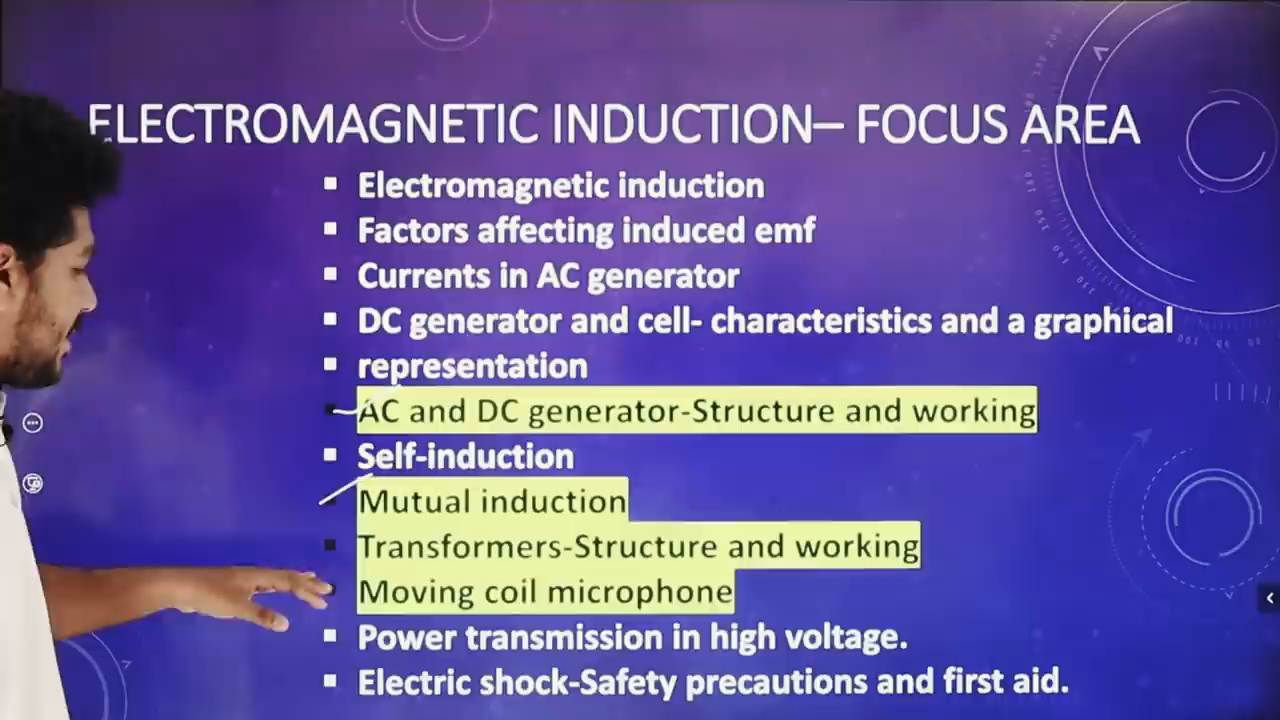 ELECTROMAGNETIC INDUCTION– FOCUS AREA
Electromagnetic induction
Factors affecting induced emf
Currents in AC generator
DC generator and cell- characteristics and a graphical
representation
AC and DC generator-Structure and working
Self-induction
Mutual induction
Transformers-Structure and working
Moving coil microphone
Power transmission in high voltage.
Electric shock-Safety precautions and first aid.